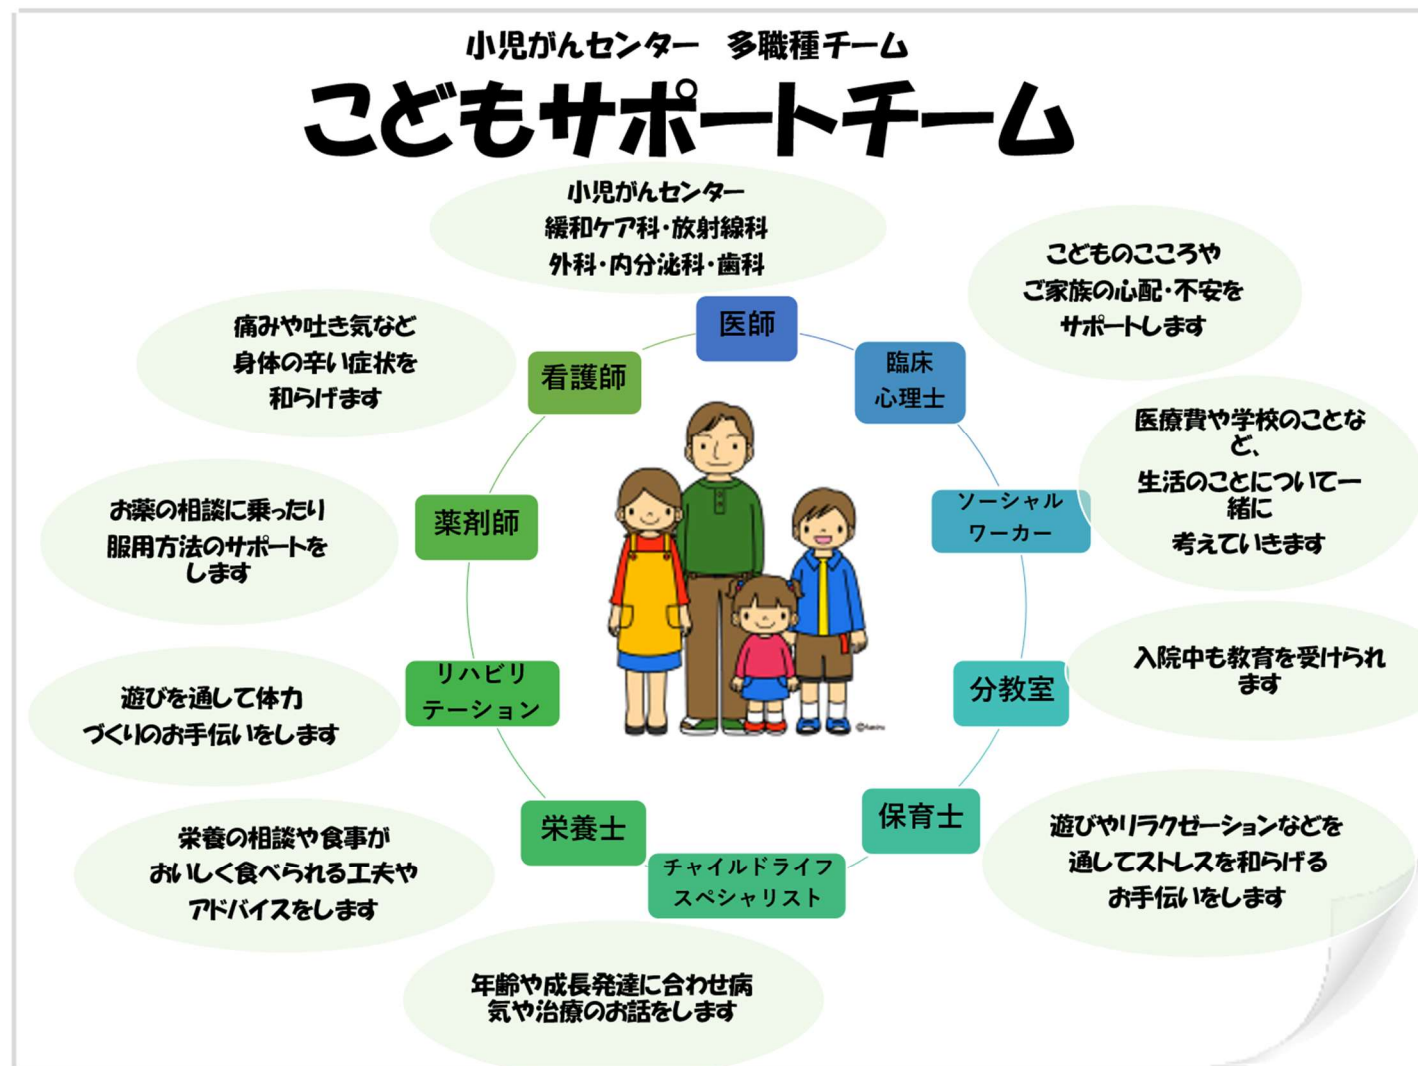 小児がんセンター　多職種チーム
こどもサポートチーム
小児がんセンター
緩和ケア科・放射線科
外科・内分泌科・歯科
医師
こどものこころや
ご家族の心配・不安を
サポートします
臨床
心理士
医療費や学校のことな
ど、
生活のことについて一
緒に
考えていきます
ソーシャル
ワーカー
入院中も教育を受けられ
ます
分教室
遊びやリラクゼーションなどを
通してストレスを和らげる
お手伝いをします
保育士
チャイルドライフ
スペシャリスト
年齢や成長発達に合わせ病
気や治療のお話をします
栄養士
栄養の相談や食事が
おいしく食べられる工夫や
アドバイスをします
リハビリ
テーション
遊びを通して体力
づくりのお手伝いをします
薬剤師
お薬の相談に乗ったり
服用方法のサポートを
します
看護師
痛みや吐き気など
身体の辛い症状を
和らげます